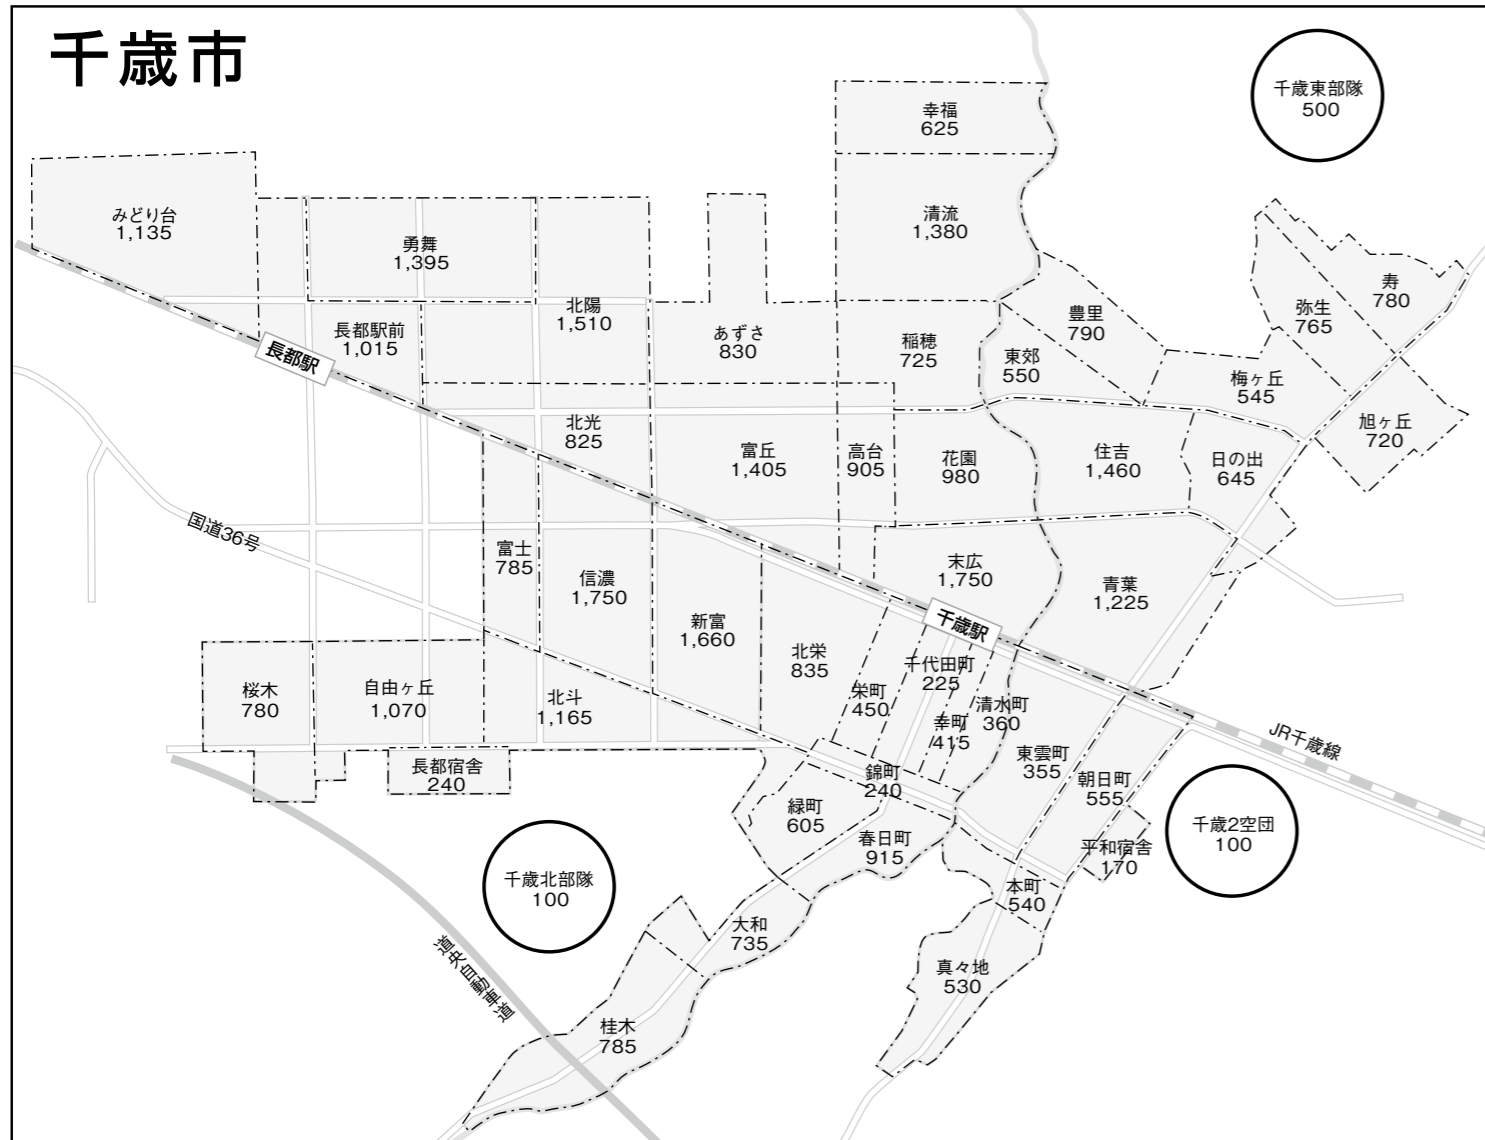 千歳市
千歳東部隊
500
幸福
625
みどり台
1,135
勇舞
1,395
清流
1,380
北陽
1,510
長都駅前
1,015
長都駅
あずさ
830
稲穂
725
東郊
550
豊里
790
弥生
765
寿
780
梅ヶ丘
545
旭ヶ丘
720
北光
825
富丘
1,405
高台
905
花園
980
住吉
1,460
日の出
645
国道36号
富士
785
信濃
1,750
新富
1,660
末広
1,750
青葉
1,225
千歳駅
北栄
835
栄町
450
千代田町
225
幸町
415
清水町
360
東雲町
355
朝日町
555
JR千歳線
桜木
780
自由ヶ丘
1,070
北斗
1,165
長都宿舎
240
錦町
240
緑町
605
春日町
915
平和宿舎
170
千歳2空団
100
本町
540
千歳北部隊
100
大和
735
真々地
530
道央自動車道
桂木
785